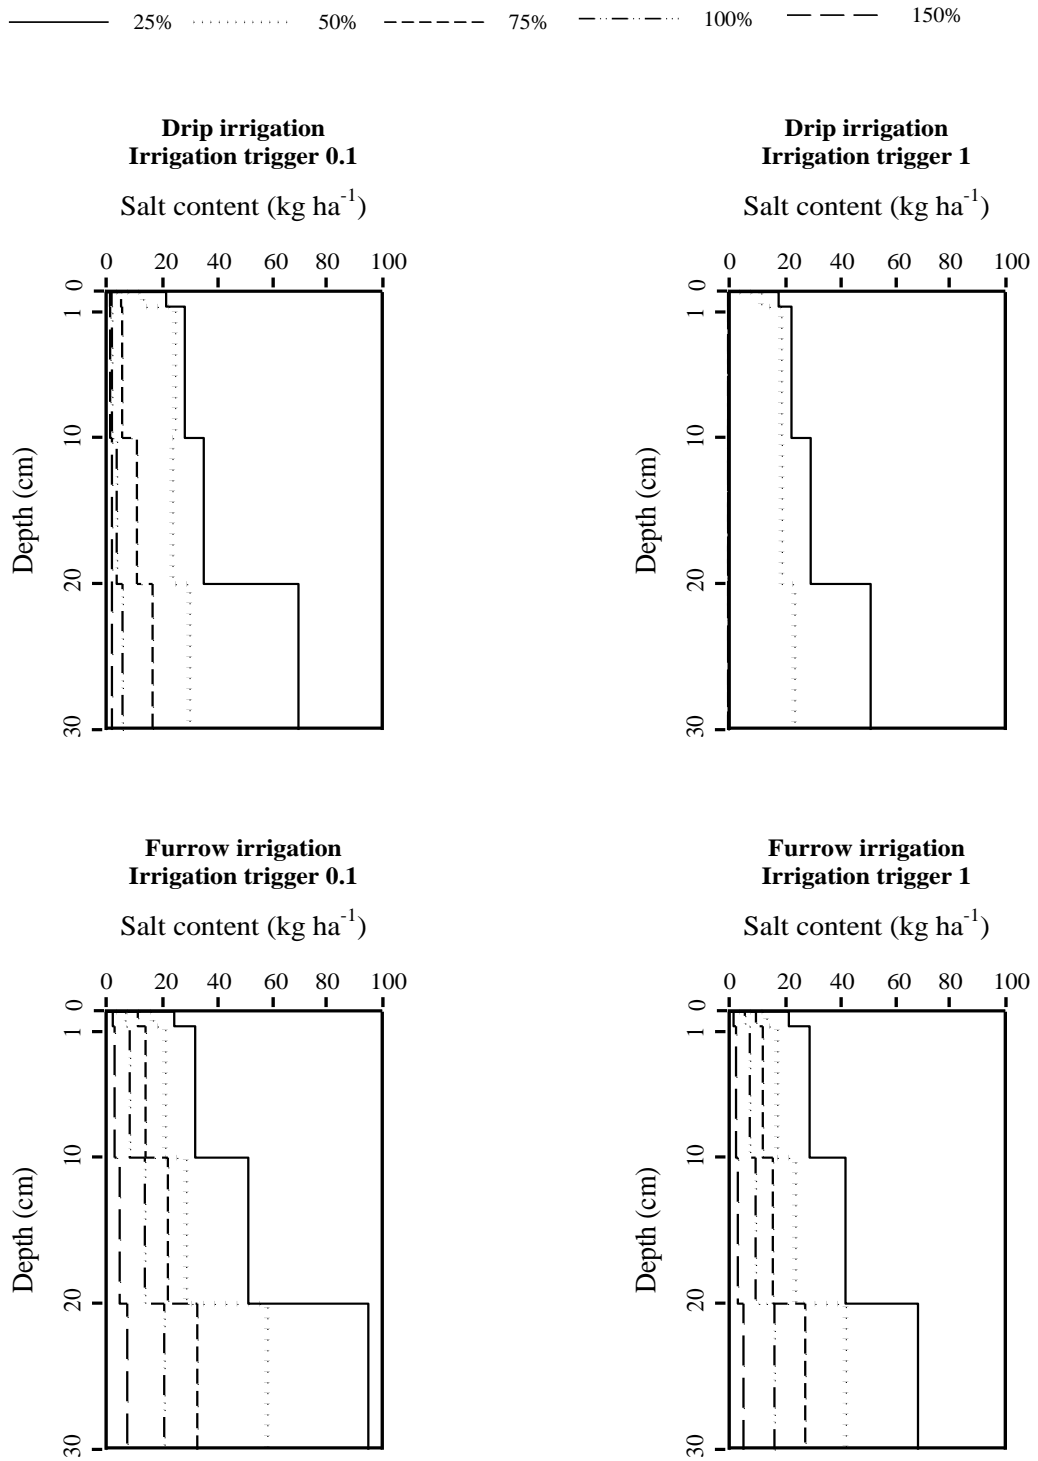 25% 50% 75% 100% 150%
Drip irrigation
Irrigation trigger 0.1
Salt content (kg ha-1)
0 20 40 60 80 100
Depth (cm)
0
1
10
20
30
Drip irrigation
Irrigation trigger 1
Salt content (kg ha-1)
0 20 40 60 80 100
Depth (cm)
0
1
10
20
30
Furrow irrigation
Irrigation trigger 0.1
Salt content (kg ha-1)
0 20 40 60 80 100
Depth (cm)
0
1
10
20
30
Furrow irrigation
Irrigation trigger 1
Salt content (kg ha-1)
0 20 40 60 80 100
Depth (cm)
0
1
10
20
30